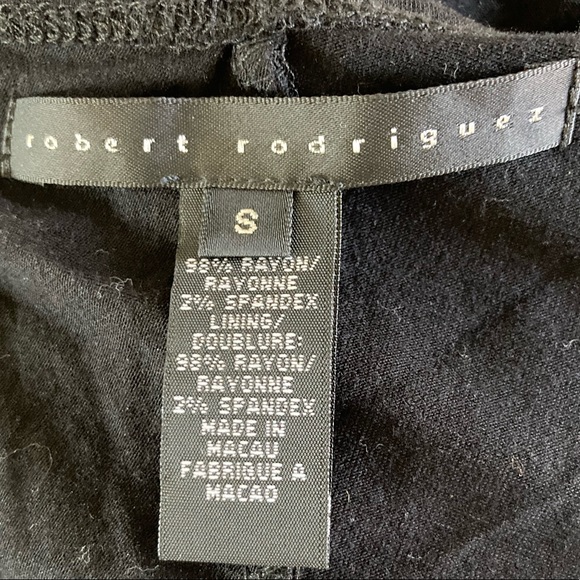 robert rodriguez
S
98% RAYON/
RAYONNE
2% SPANDEX
LINING/
DOUBLURE:
98% RAYON/
RAYONNE
2% SPANDEX
MADE IN
MACAU
FABRIQUE A
MACAO